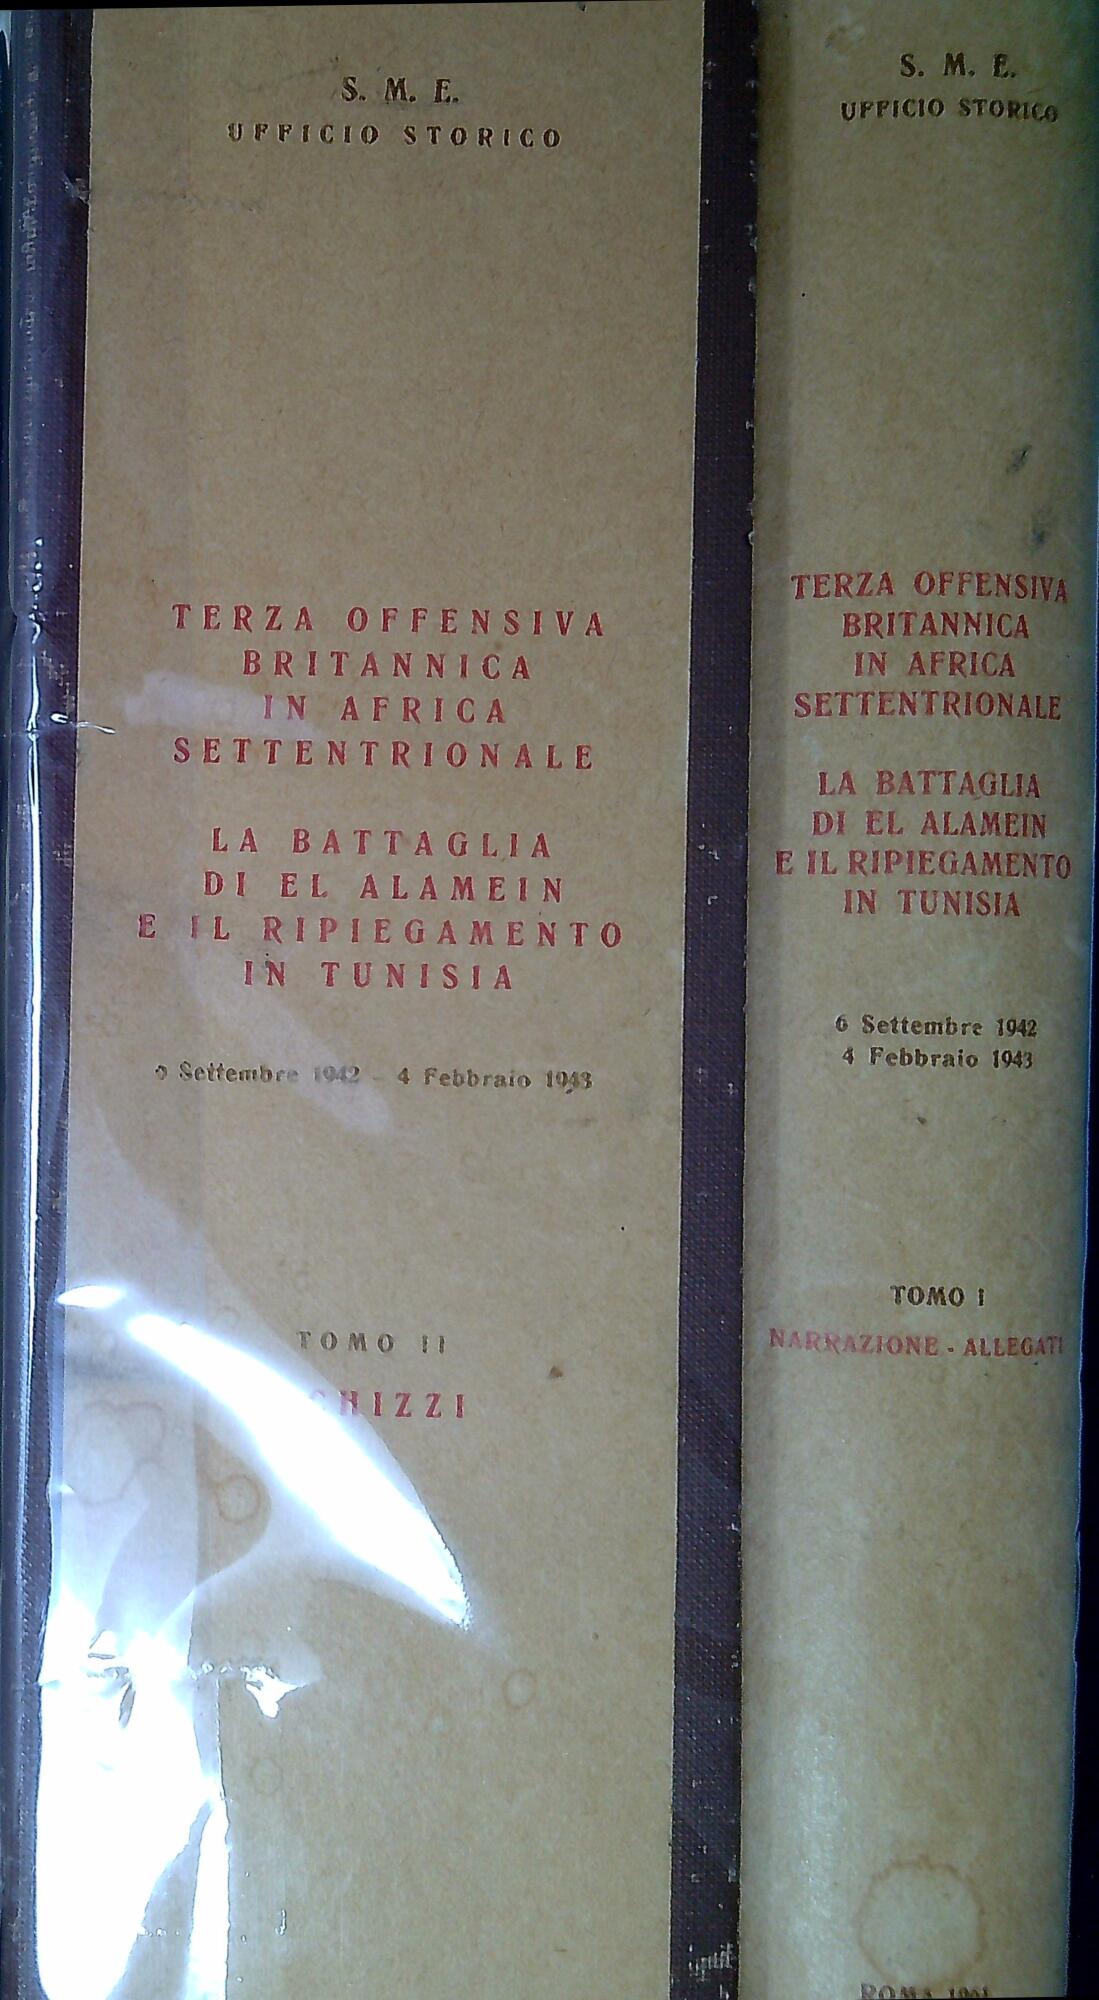 S. M. E.
UFFICIO STORICO
TERZA OFFENSIVA
BRITANNICA
IN AFRICA
SETTENTRIONALE
LA BATTAGLIA
DI EL ALAMEIN
E IL RIPIEGAMENTO
IN TUNISIA
Settembre 1942 - 4 Febbraio 1943
TOMO II
S. M. E.
UFFICIO STORICO
TERZA OFFENSIVA
BRITANNICA
IN AFRICA
SETTENTRIONALE
LA BATTAGLIA
DI EL ALAMEIN
E IL RIPIEGAMENTO
IN TUNISIA
6 Settembre 1942
4 Febbraio 1943
TOMO I
NARRAZIONE - ALLEGATI
ROMA